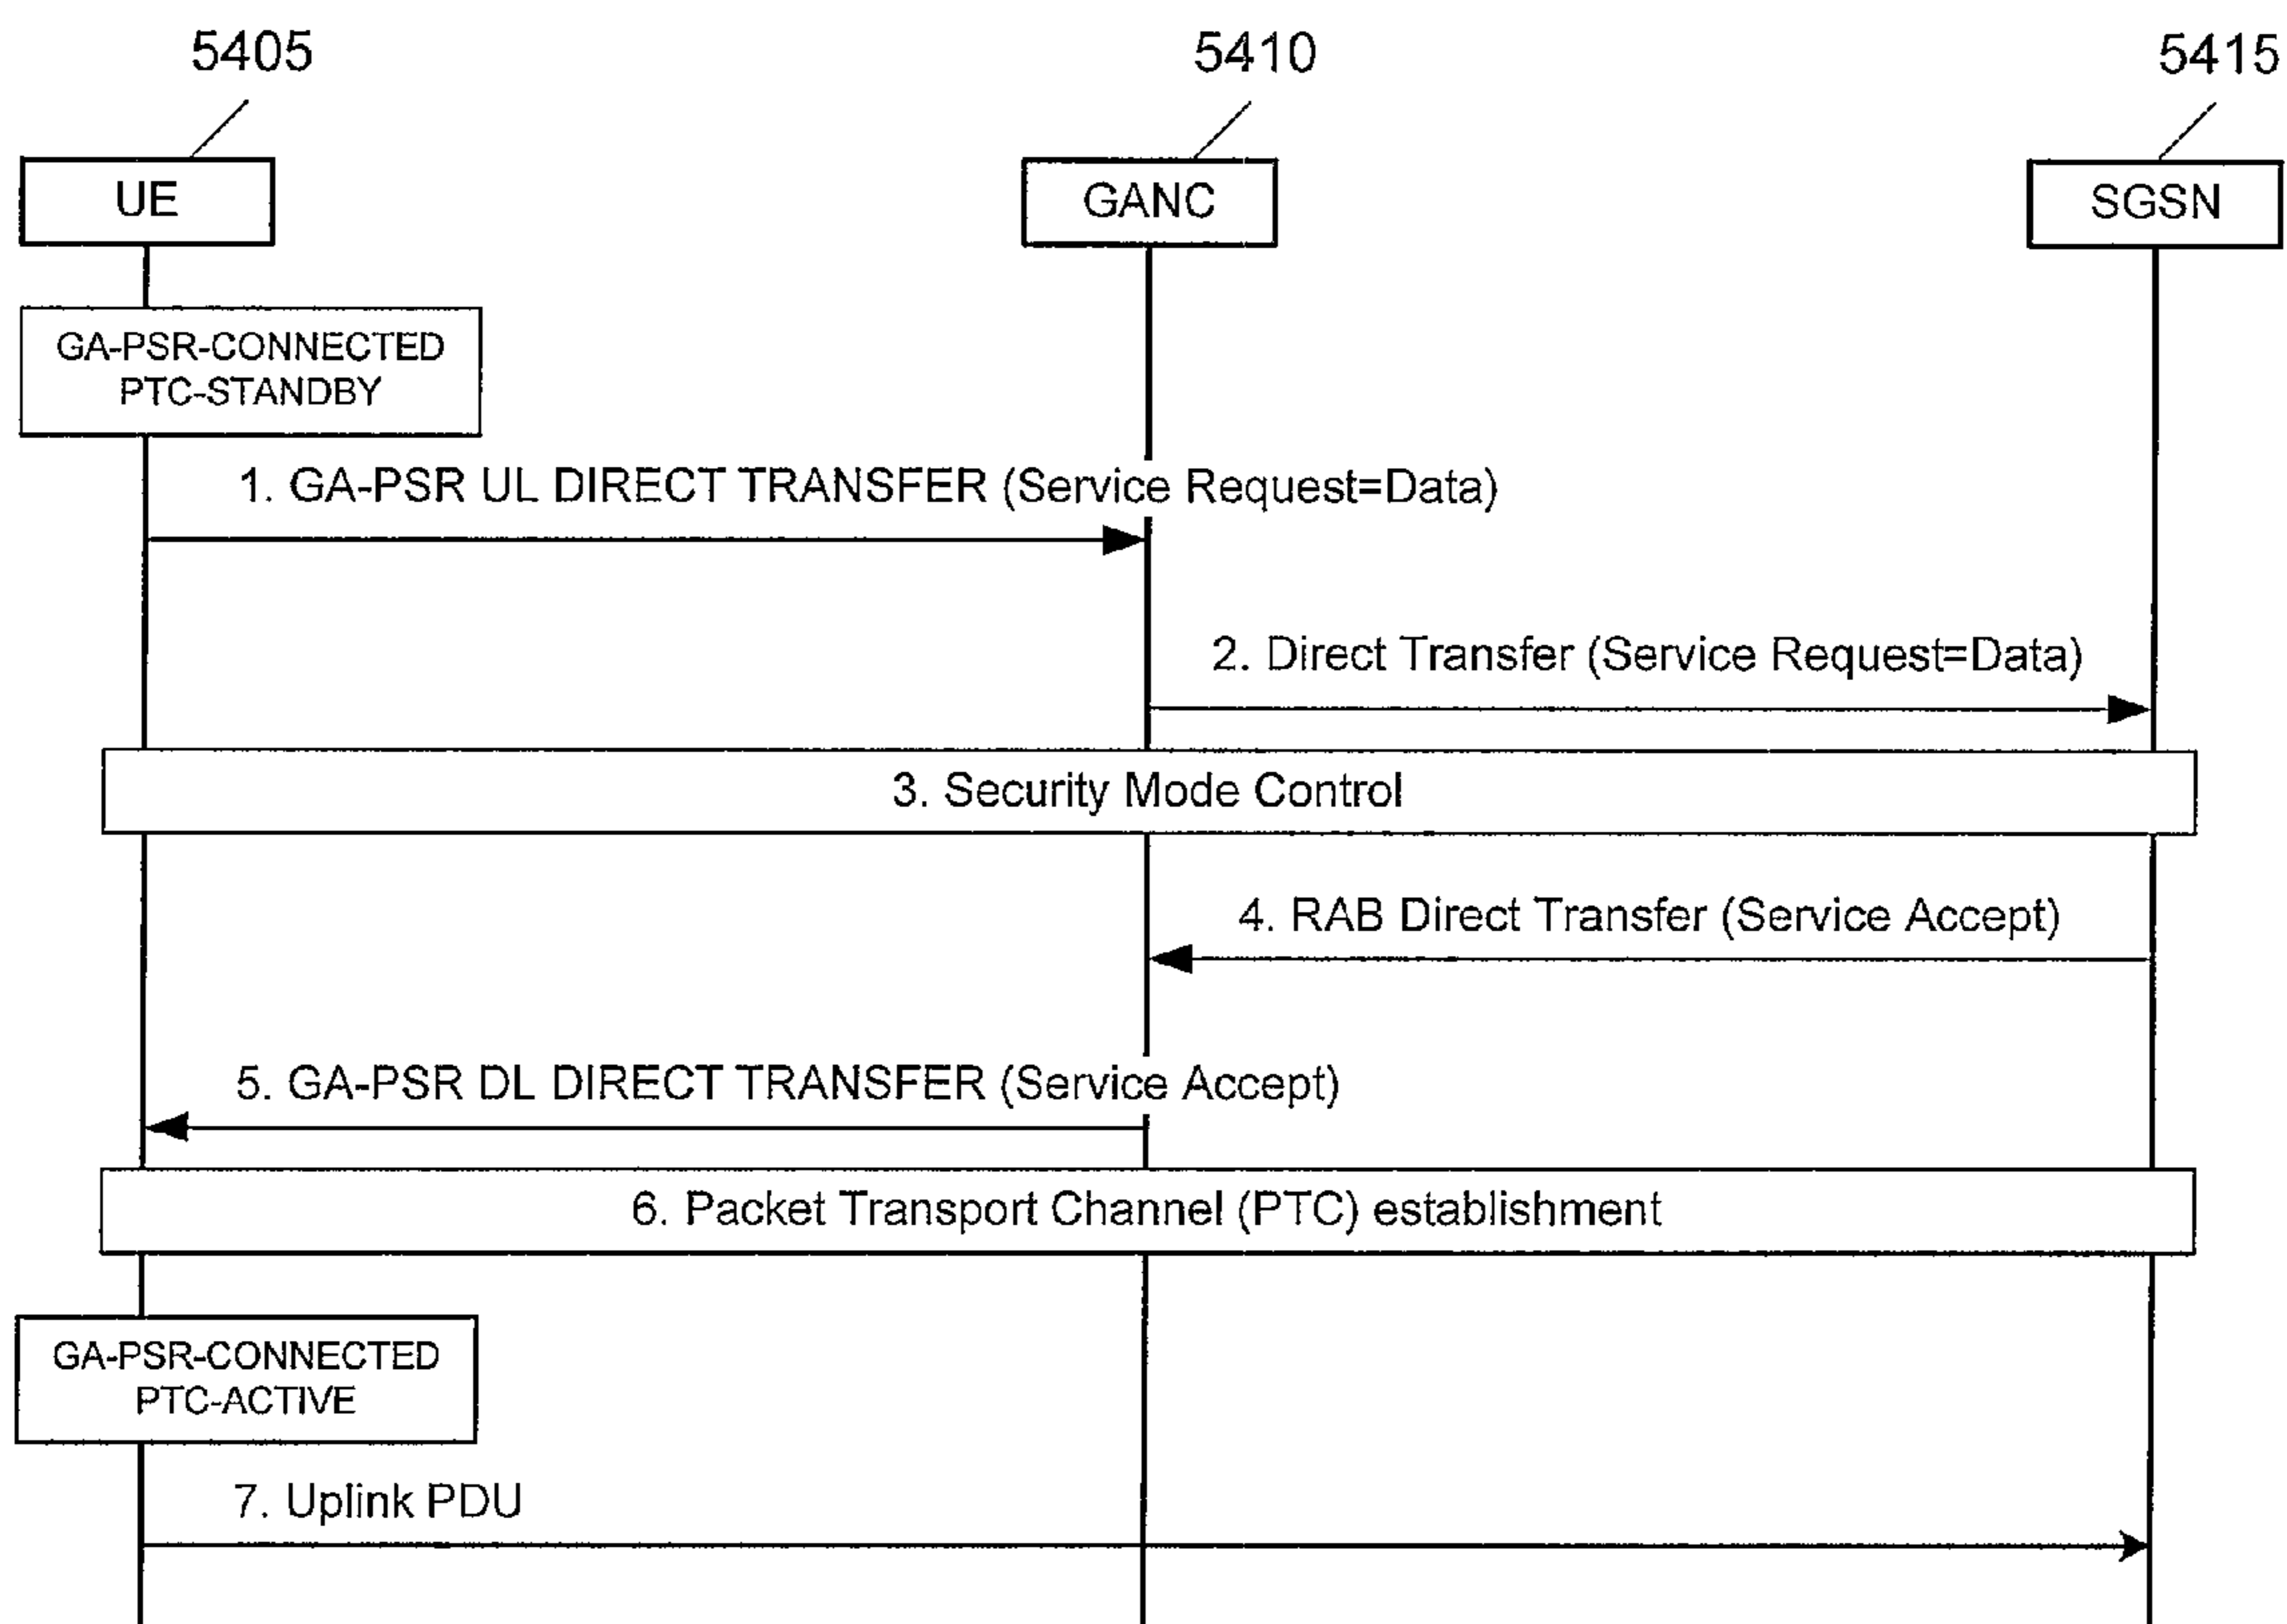 5405
5410
5415
UE
GANC
SGSN
GA-PSR-CONNECTED
PTC-STANDBY
1. GA-PSR UL DIRECT TRANSFER (Service Request=Data)
2. Direct Transfer (Service Request=Data)
3. Security Mode Control
4. RAB Direct Transfer (Service Accept)
5. GA-PSR DL DIRECT TRANSFER (Service Accept)
6. Packet Transport Channel (PTC) establishment
GA-PSR-CONNECTED
PTC-ACTIVE
7. Uplink PDU